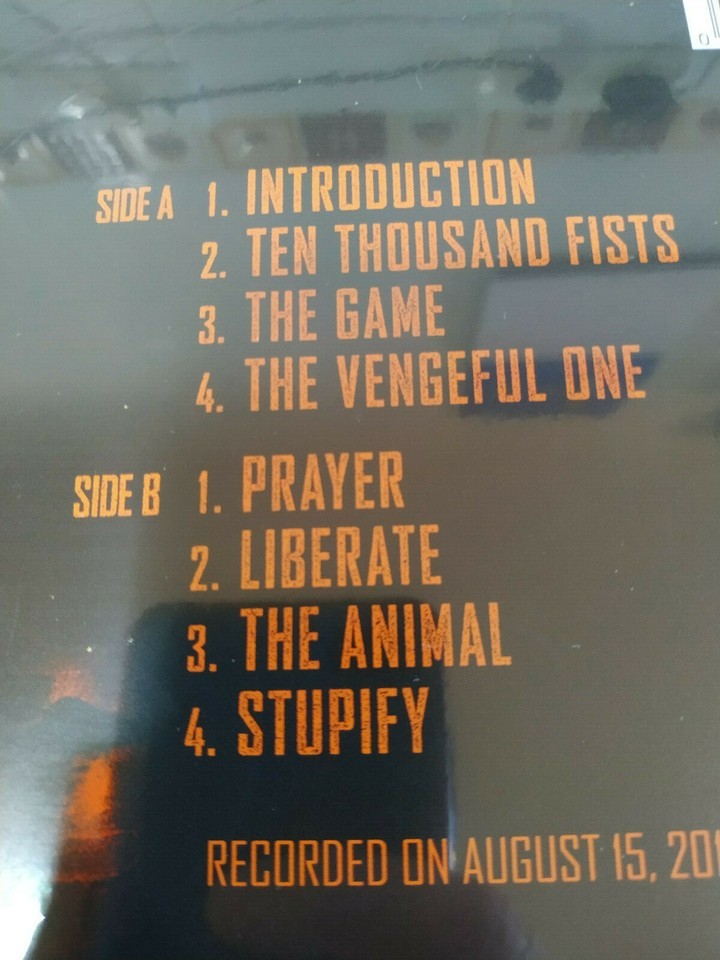 SIDE A 1. INTRODUCTION
2. TEN THOUSAND FISTS
3. THE GAME
4. THE VENGEFUL ONE
SIDE B 1. PRAYER
2. LIBERATE
3. THE ANIMAL
4. STUPIFY
RECORDED ON AUGUST 15, 201